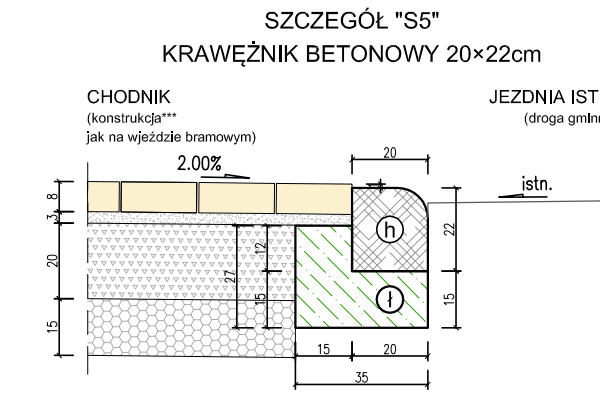 SZCZEGÓŁ "S5"
KRAWĘŻNIK BETONOWY 20×22cm
CHODNIK
(konstrukcja***
jak na wjeździe bramowym)
JEZDNIA IST
(droga gminn
2.00%
20
istn.
8
3
20
15
27
12
15
h
ł
22
15
15
20
35